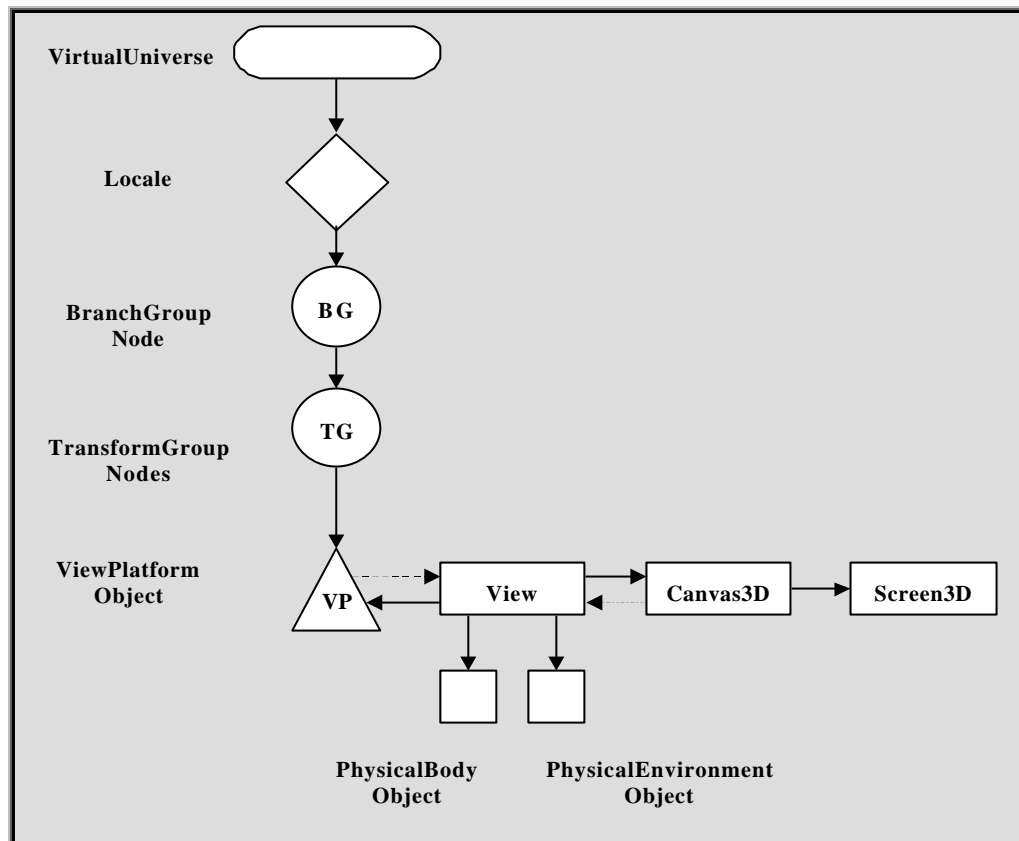 VirtualUniverse
Locale
BranchGroup
Node
BG
TransformGroup
Nodes
TG
ViewPlatform
Object
VP
View
Canvas3D
Screen3D
PhysicalBody
Object
PhysicalEnvironment
Object